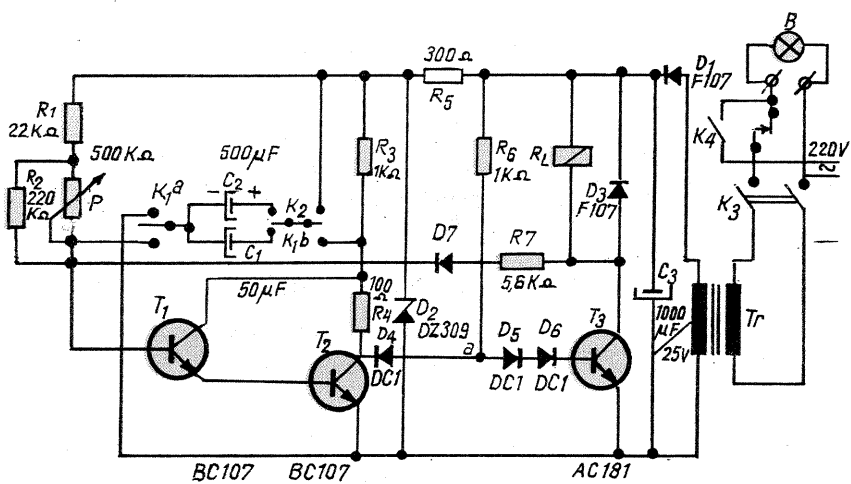 B
300Ω
R5
D1
F107
R1
22KΩ
K4
500KΩ
500µF
R3
1KΩ
R6
1KΩ
RL
220V
~
R2
220
KΩ
P
K1a
C2
- +
K2
D3
F107
K3
C1
K1b
D7
R7
5,6KΩ
C3
50µF
100
Ω
R4
D2
DZ309
1000
µF
25V
Tr
T1
T2
D4
DC1
a
D5
DC1
D6
DC1
T3
BC107
BC107
AC181